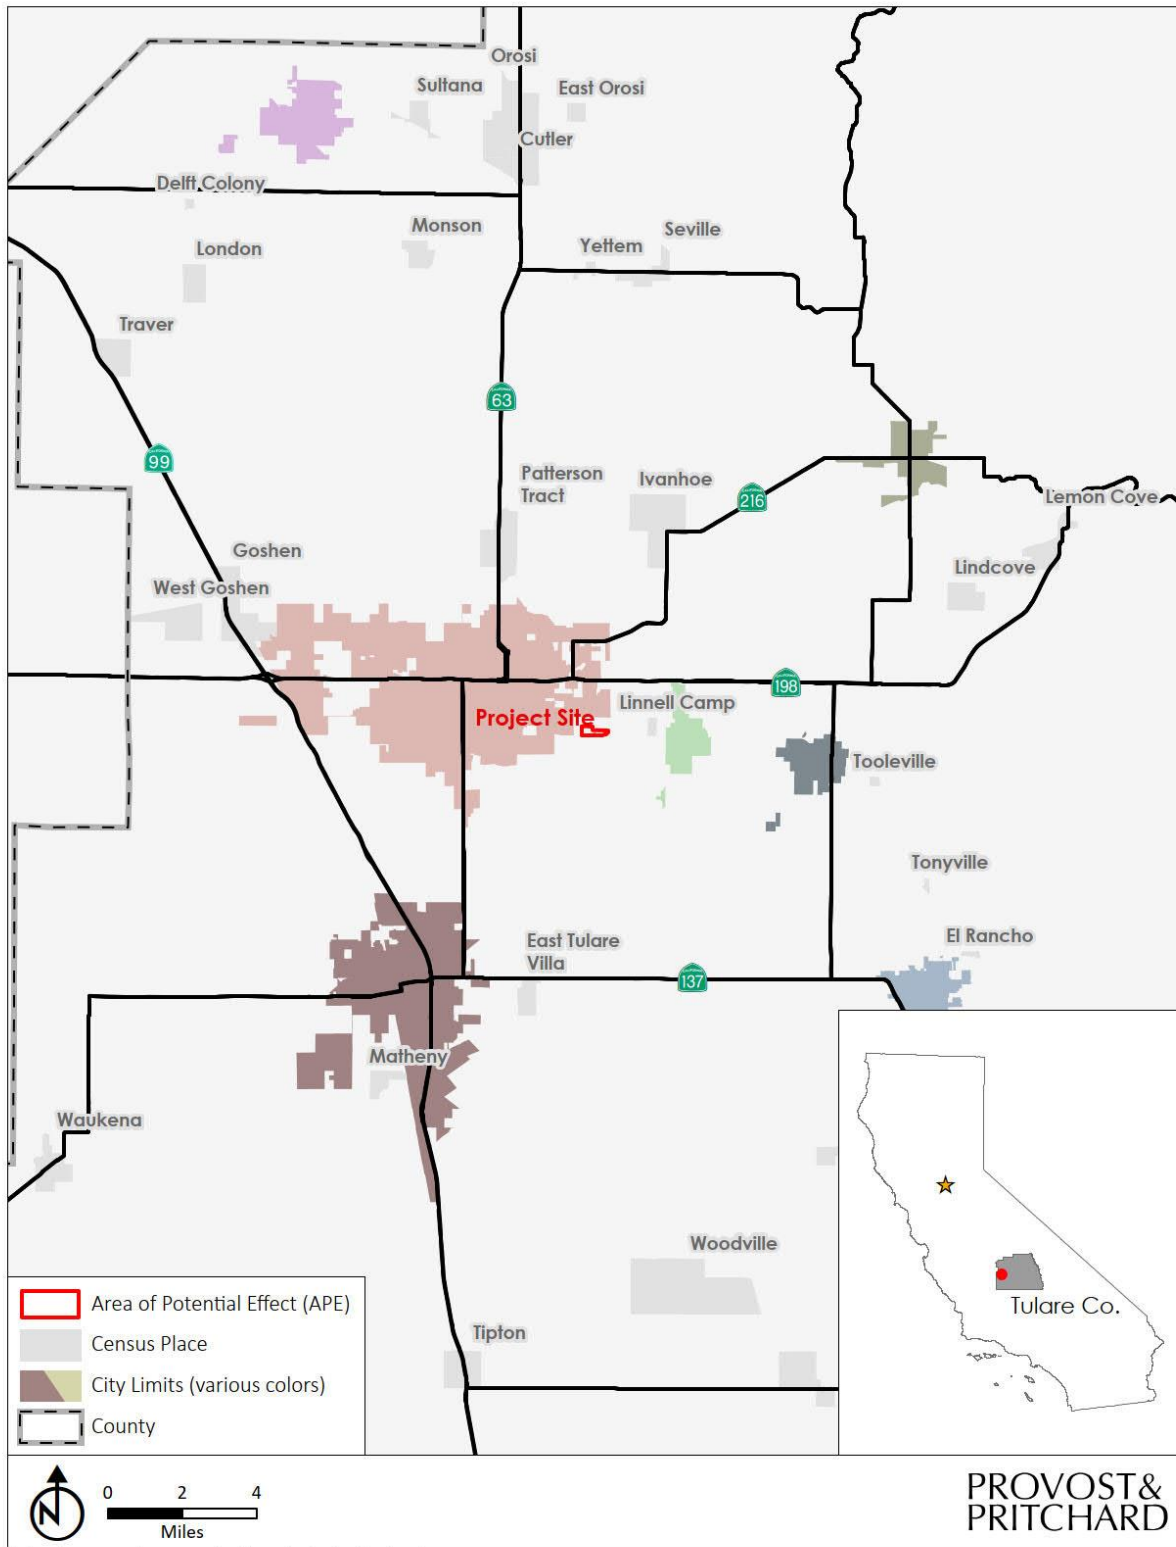 Orosi
Sultana
East Orosi
Cutler
Delft Colony
Monson
Seville
London
Yettem
Traver
63
99
Patterson
Tract
Ivanhoe
216
Lemon Cove
Goshen
Lindcove
West Goshen
198
Linnell Camp
Project Site
Tooleville
Tonyville
El Rancho
East Tulare
Villa
137
Matheny
Waukena
Woodville
Tipton
Tulare Co.
Area of Potential Effect (APE)
Census Place
City Limits (various colors)
County
N
0 2 4
Miles
PROVOST&
PRITCHARD